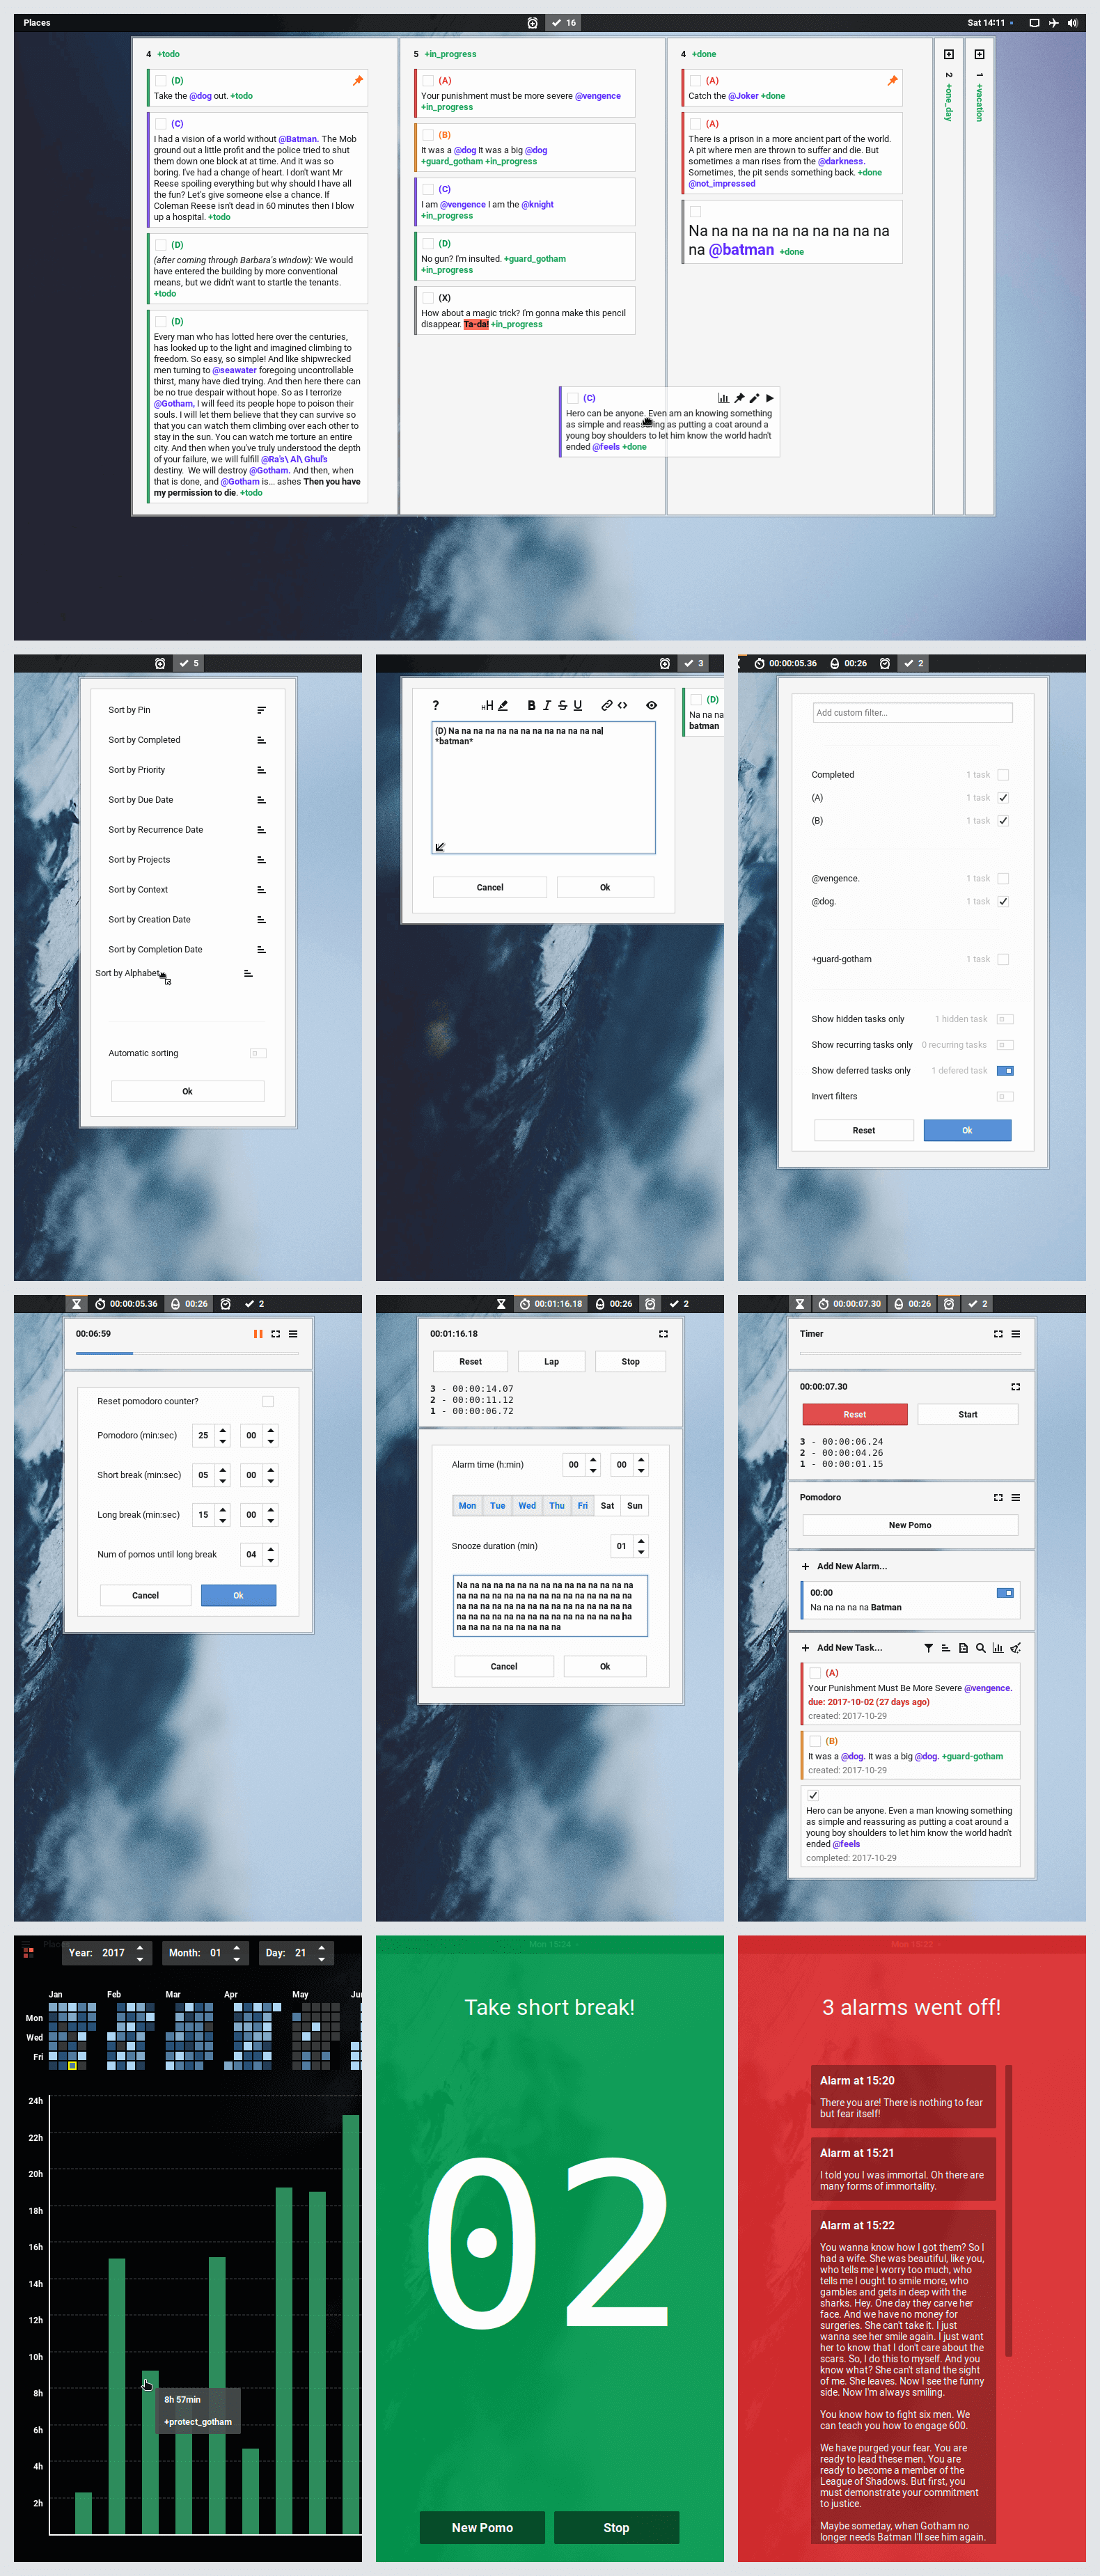 Places
16
Sat 14:11
4 +todo
(D)
Take the @dog out. +todo
(C)
I had a vision of a world without @Batman. The Mob
ground out a little profit and the police tried to shut
them down one block at at time. And it was so
boring. I've had a change of heart. I don't want Mr
Reese spoiling everything but why should I have all
the fun? Let's give someone else a chance. If
Coleman Reese isn't dead in 60 minutes then I blow
up a hospital. +todo
(D)
(after coming through Barbara's window): We would
have entered the building by more conventional
means, but we didn't want to startle the tenants.
+todo
(D)
Every man who has lotted here over the centuries,
has looked up to the light and imagined climbing to
freedom. So easy, so simple! And like shipwrecked
men turning to @seawater foregoing uncontrollable
thirst, many have died trying. And then here there can
be no true despair without hope. So as I terrorize
@Gotham, I will feed its people hope to poison their
souls. I will let them believe that they can survive so
that you can watch them climbing over each other to
stay in the sun. You can watch me torture an entire
city. And then when you've truly understood the depth
of your failure, we will fulfill @Ra's\ Al\ Ghul's
destiny. We will destroy @Gotham. And then, when
that is done, and @Gotham is... ashes Then you have
my permission to die. +todo
5 +in_progress
(A)
Your punishment must be more severe @vengence
+in_progress
(B)
It was a @dog It was a big @dog
+guard_gotham +in_progress
(C)
I am @vengence I am the @knight
+in_progress
(D)
No gun? I'm insulted. +guard_gotham
+in_progress
(X)
How about a magic trick? I'm gonna make this pencil
disappear. Ta-da! +in_progress
(C)
Hero can be anyone. Even am an knowing something
as simple and reassuring as putting a coat around a
young boy shoulders to let him know the world hadn't
ended @feels +done
4 +done
(A)
Catch the @Joker +done
(A)
There is a prison in a more ancient part of the world.
A pit where men are thrown to suffer and die. But
sometimes a man rises from the @darkness.
Sometimes, the pit sends something back. +done
@not_impressed
Na na na na na na na na na na
na @batman +done
2 +one_day
1 +vacation
5
Sort by Pin
Sort by Completed
Sort by Priority
Sort by Due Date
Sort by Recurrence Date
Sort by Projects
Sort by Context
Sort by Creation Date
Sort by Completion Date
Sort by Alphabet
Automatic sorting
Ok
3
? H B I S U
(D) Na na na na na na na na na na na na na
*batman*
Cancel Ok
(D)
Na na na
batman
00:00:05.36 00:26 2
Add custom filter...
Completed 1 task
(A) 1 task
(B) 1 task
@vengence. 1 task
@dog. 1 task
+guard-gotham 1 task
Show hidden tasks only 1 hidden task
Show recurring tasks only 0 recurring tasks
Show deferred tasks only 1 defered task
Invert filters
Reset Ok
00:00:05.36 00:26 2
00:06:59
Reset pomodoro counter?
Pomodoro (min:sec) 25 00
Short break (min:sec) 05 00
Long break (min:sec) 15 00
Num of pomos until long break 04
Cancel Ok
00:01:16.18 00:26 2
00:01:16.18
Reset Lap Stop
3 - 00:00:14.07
2 - 00:00:11.12
1 - 00:00:06.72
Alarm time (h:min) 00 00
Mon Tue Wed Thu Fri Sat Sun
Snooze duration (min) 01
Na na na na na na na na na na na na na na na
na na na na na na na na na na na na na na na
na na na na na na na na na na na na na na na
na na na na na na na na na na na na na na na
na na na na na na na na na
Cancel Ok
00:00:07.30 00:26 2
Timer
00:00:07.30
Reset Start
3 - 00:00:06.24
2 - 00:00:04.26
1 - 00:00:01.15
Pomodoro
New Pomo
Add New Alarm...
00:00
Na na na na na Batman
Add New Task...
(A)
Your Punishment Must Be More Severe @vengence.
due: 2017-10-02 (27 days ago)
created: 2017-10-29
(B)
It was a @dog. It was a big @dog. +guard-gotham
created: 2017-10-29
Hero can be anyone. Even a man knowing something
as simple and reassuring as putting a coat around a
young boy shoulders to let him know the world hadn't
ended @feels
completed: 2017-10-29
Year: 2017 Month: 01 Day: 21
Jan Feb Mar Apr May Jun
Mon
Wed
Fri
24h
22h
20h
18h
16h
14h
12h
10h
8h
6h
4h
2h
8h 57min
+protect_gotham
Mon 15:24
Take short break!
02
New Pomo Stop
Mon 15:22
3 alarms went off!
Alarm at 15:20
There you are! There is nothing to fear
but fear itself!
Alarm at 15:21
I told you I was immortal. Oh there are
many forms of immortality.
Alarm at 15:22
You wanna know how I got them? So I
had a wife. She was beautiful, like you,
who tells me I worry too much, who
tells me I ought to smile more, who
gambles and gets in deep with the
sharks. Hey. One day they carve her
face. And we have no money for
surgeries. She can't take it. I just
wanna see her smile again. I just want
her to know that I don't care about the
scars. So, I do this to myself. And you
know what? She can't stand the sight
of me. She leaves. Now I see the funny
side. Now I'm always smiling.
You know how to fight six men. We
can teach you how to engage 600.
We have purged your fear. You are
ready to lead these men. You are
ready to become a member of the
League of Shadows. But first, you
must demonstrate your commitment
to justice.
Maybe someday, when Gotham no
longer needs Batman I'll see him again.